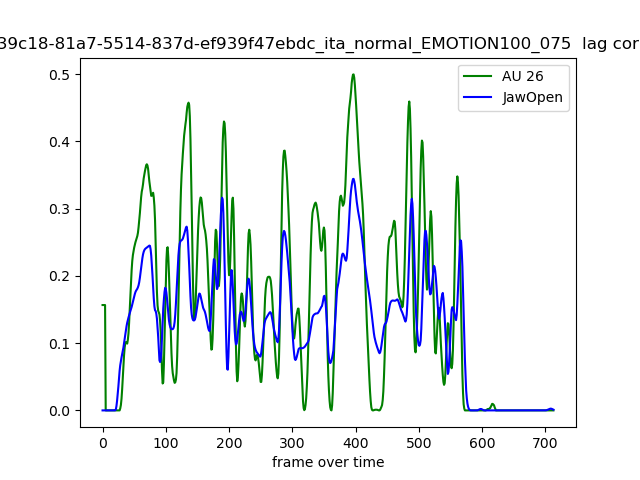 39c18-81a7-5514-837d-ef939f47ebdc_ita_normal_EMOTION100_075 lag cor
AU 26
JawOpen
0.5
0.4
0.3
0.2
0.1
0.0
0 100 200 300 400 500 600 700
frame over time